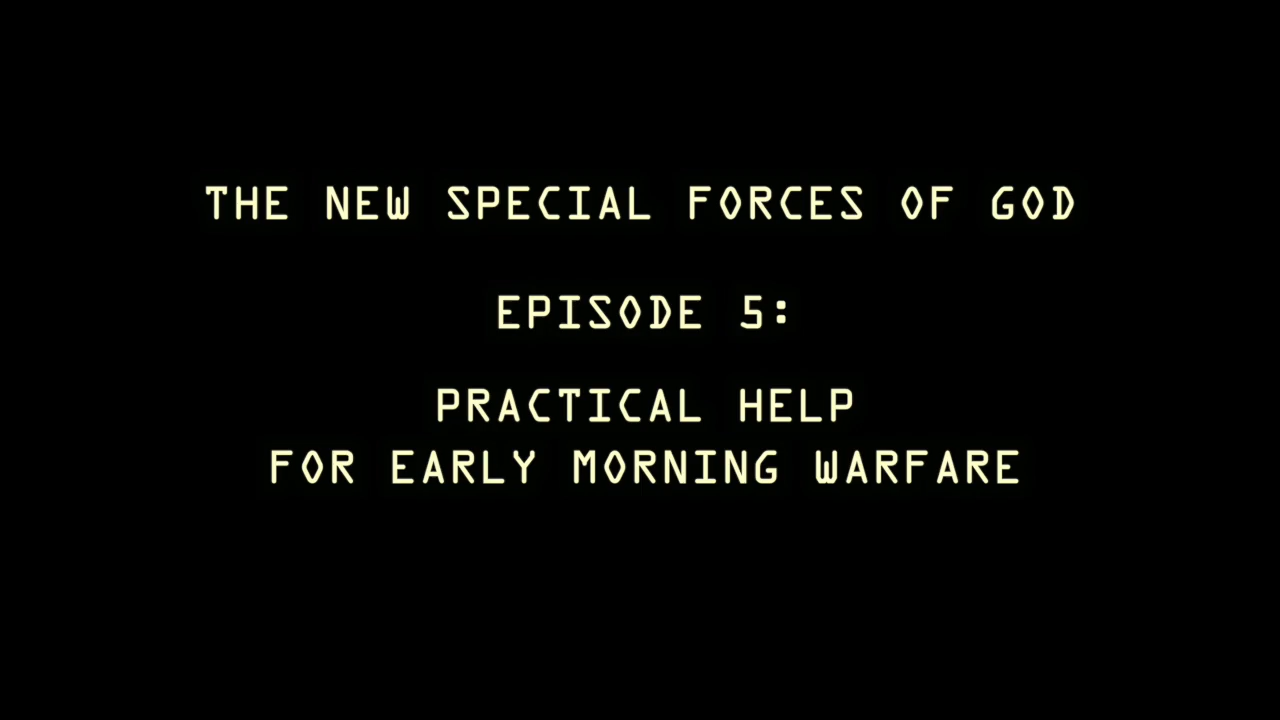 THE NEW SPECIAL FORCES OF GOD
EPISODE 5:
PRACTICAL HELP
FOR EARLY MORNING WARFARE